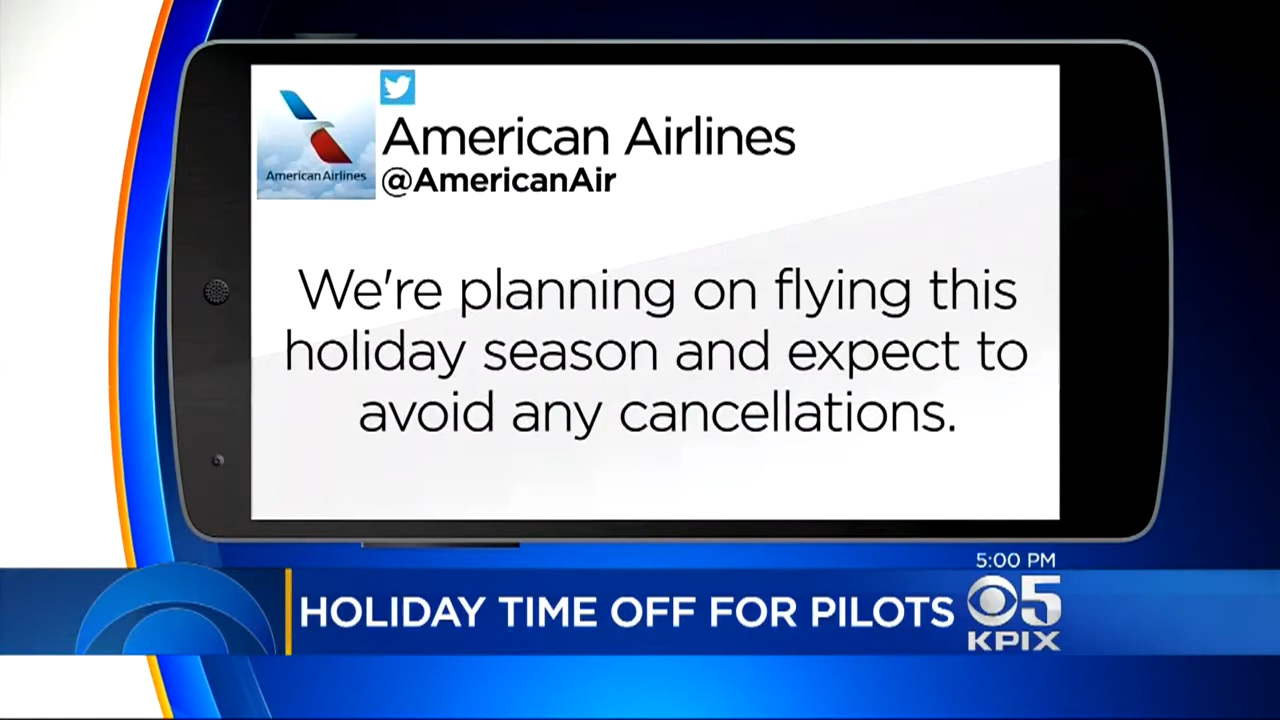 American Airlines
American Airlines
@AmericanAir
We're planning on flying this
holiday season and expect to
avoid any cancellations.
5:00 PM
HOLIDAY TIME OFF FOR PILOTS
5
KPIX